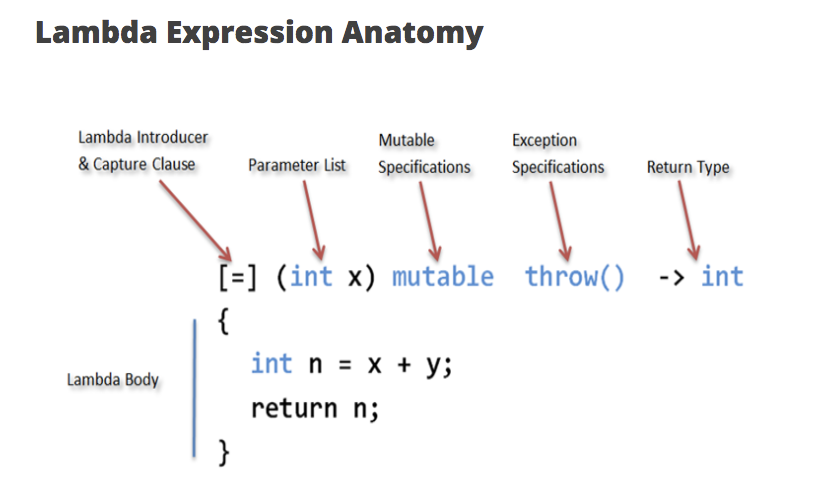 Lambda Expression Anatomy
Lambda Introducer
& Capture Clause
Parameter List
Mutable
Specifications
Exception
Specifications
Return Type
[=] (int x) mutable throw() -> int
{
int n = x + y;
return n;
}
Lambda Body